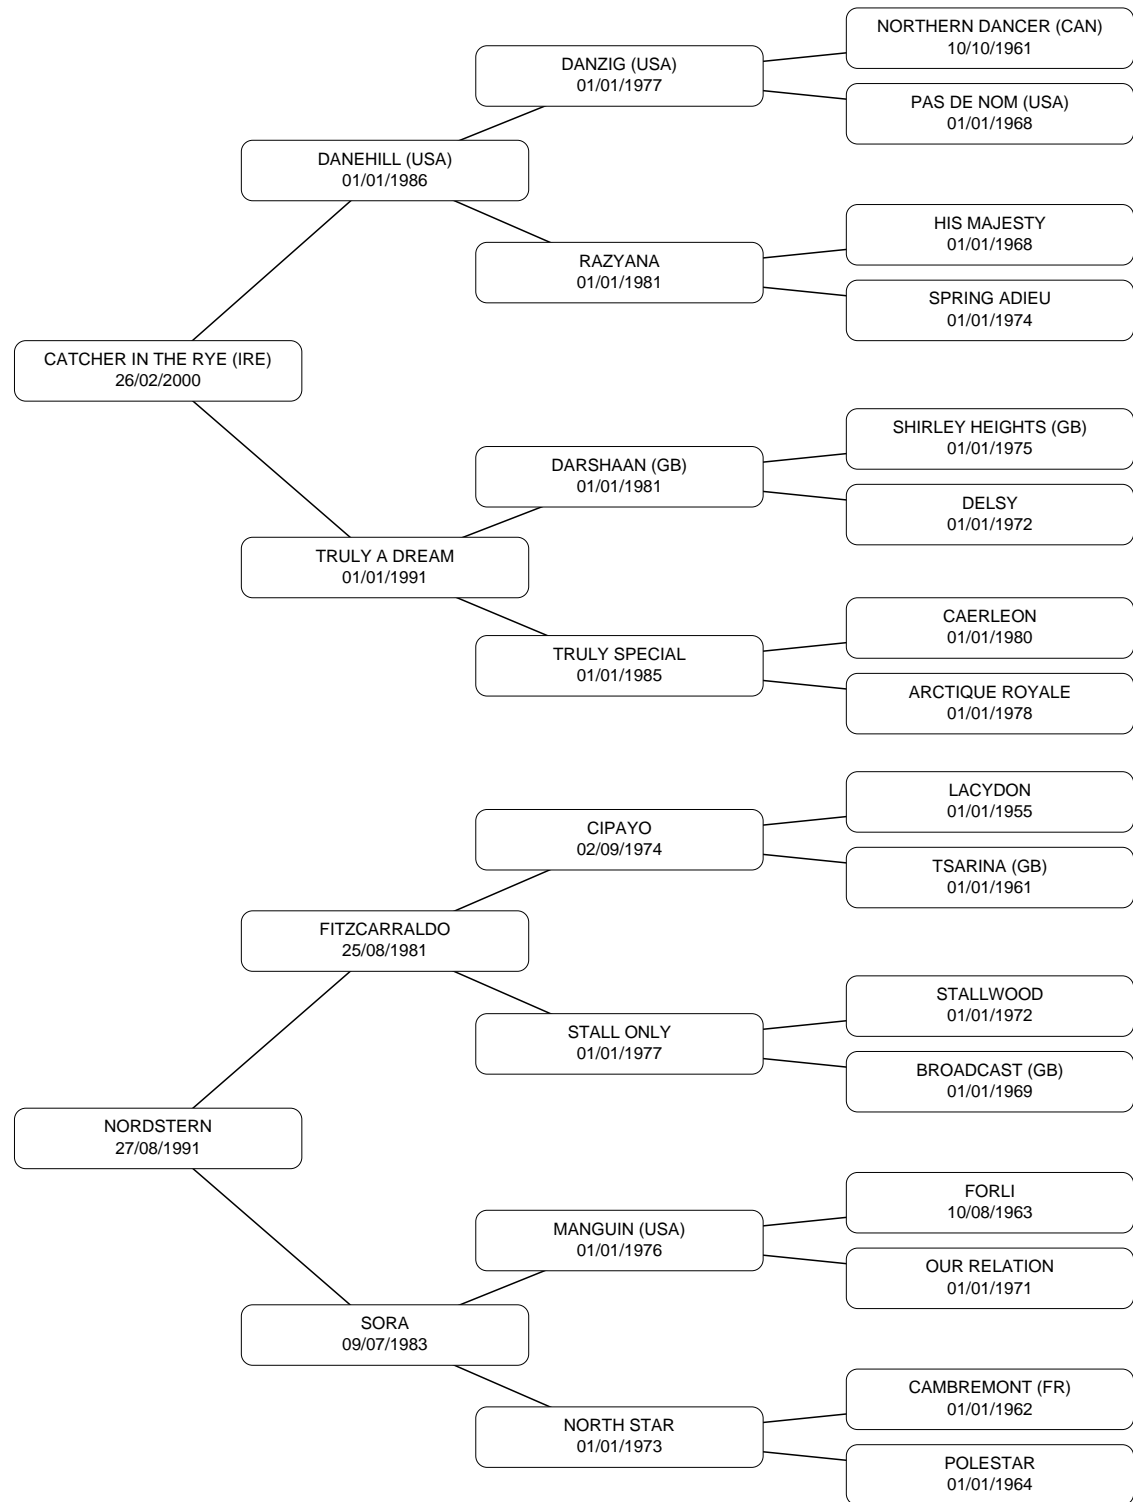 NORTHERN DANCER (CAN)
10/10/1961
DANZIG (USA)
01/01/1977
PAS DE NOM (USA)
01/01/1968
DANEHILL (USA)
01/01/1986
HIS MAJESTY
01/01/1968
RAZYANA
01/01/1981
SPRING ADIEU
01/01/1974
CATCHER IN THE RYE (IRE)
26/02/2000
SHIRLEY HEIGHTS (GB)
01/01/1975
DARSHAAN (GB)
01/01/1981
DELSY
01/01/1972
TRULY A DREAM
01/01/1991
CAERLEON
01/01/1980
TRULY SPECIAL
01/01/1985
ARCTIQUE ROYALE
01/01/1978
LACYDON
01/01/1955
CIPAYO
02/09/1974
TSARINA (GB)
01/01/1961
FITZCARRALDO
25/08/1981
STALLWOOD
01/01/1972
STALL ONLY
01/01/1977
BROADCAST (GB)
01/01/1969
NORDSTERN
27/08/1991
FORLI
10/08/1963
MANGUIN (USA)
01/01/1976
OUR RELATION
01/01/1971
SORA
09/07/1983
CAMBREMONT (FR)
01/01/1962
NORTH STAR
01/01/1973
POLESTAR
01/01/1964